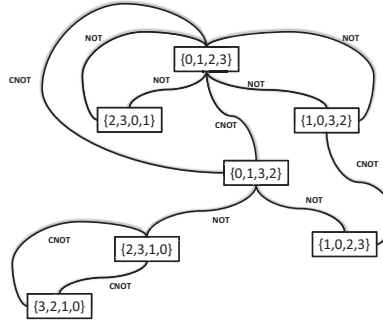 NOT
NOT
{0,1,2,3}
CNOT
NOT
NOT
{2,3,0,1}
{1,0,3,2}
CNOT
CNOT
{0,1,3,2}
NOT
NOT
CNOT
{2,3,1,0}
{1,0,2,3}
CNOT
{3,2,1,0}